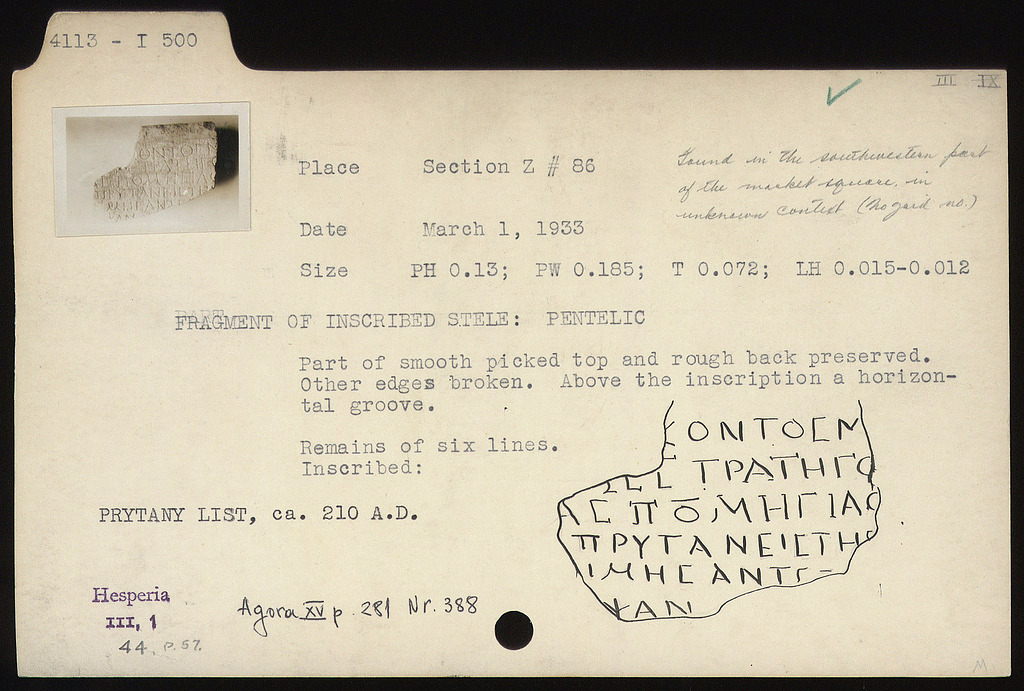 4113 - I 500
III IX
Place Section Z # 86
Found in the southwestern part
of the market square, in
unknown context (No grid no.)
Date March 1, 1933
Size PH 0.13; PW 0.185; T 0.072; LH 0.015-0.012
FRAGMENT OF INSCRIBED STELE: PENTELIC
Part of smooth picked top and rough back preserved.
Other edges broken. Above the inscription a horizon-
tal groove.
Remains of six lines.
Inscribed:
ΟΝΤΟϹΜ
ΤΡΑΤΗΓΟ
ΑϹΠΟΜΗΓΙΑϹ
ΠΡΥΤΑΝΕΙϹΤΗϹ
ΙΜΗϹΑΝΤ
ΨΑΝ
PRYTANY LIST, ca. 210 A.D.
Hesperia
III, 1
44, P.57.
Agora XV p. 281 Nr. 388
M.